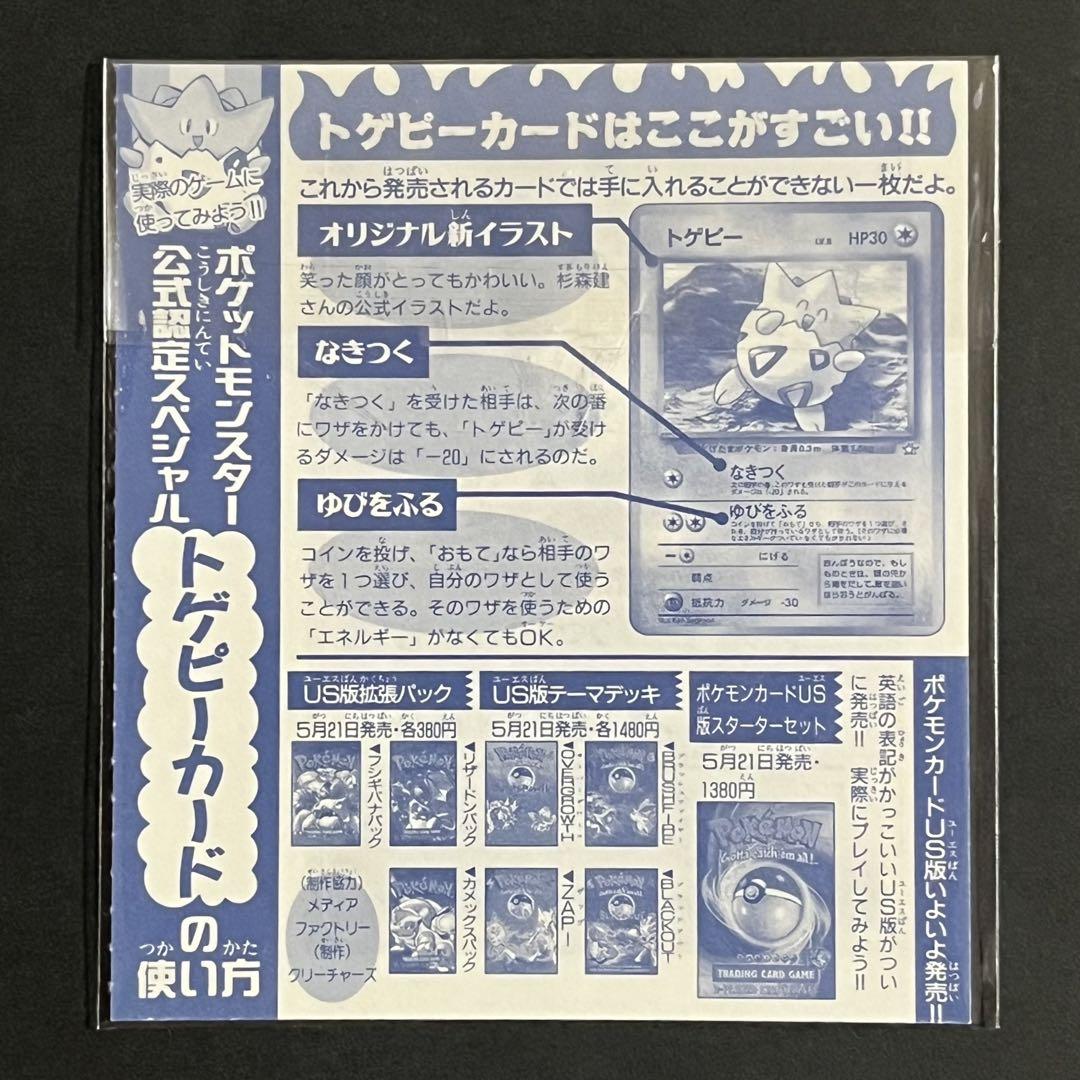 実際のゲームに
使ってみよう!!
ポケットモンスター
公式認定スペシャル
トゲピーカード
の
使い方
トゲピーカードはここがすごい!!
これから発売されるカードでは手に入れることができない一枚だよ。
オリジナル新イラスト
笑った顔がとってもかわいい。杉森建
さんの公式イラストだよ。
なきつく
「なきつく」を受けた相手は、次の番
にワザをかけても、「トゲピー」が受け
るダメージは「－20」にされるのだ。
ゆびをふる
コインを投げ、「おもて」なら相手のワ
ザを1つ選び、自分のワザとして使う
ことができる。そのワザを使うための
「エネルギー」がなくてもOK。
トゲピー LV.8 HP30
なきつく
ゆびをふる
にげる
弱点
抵抗力 ダメージ -30
ポケモンカードUS版いよいよ発売!!
英語の表記がかっこいいUS版がつい
に発売!! 実際にプレイしてみよう!!
US版拡張パック
5月21日発売・各380円
◀フシギバナパック
◀リザードンパック
◀カメックスパック
US版テーマデッキ
5月21日発売・各1480円
◀OVERGROWTH
◀BRUSHFIRE
◀ZAP!
◀BLACKOUT
ポケモンカードUS
版スターターセット
5月21日発売・
1380円
POKéMON
Gotta catch 'em all!
TRADING CARD GAME
(制作協力)
メディア
ファクトリー
(制作)
クリーチャーズ